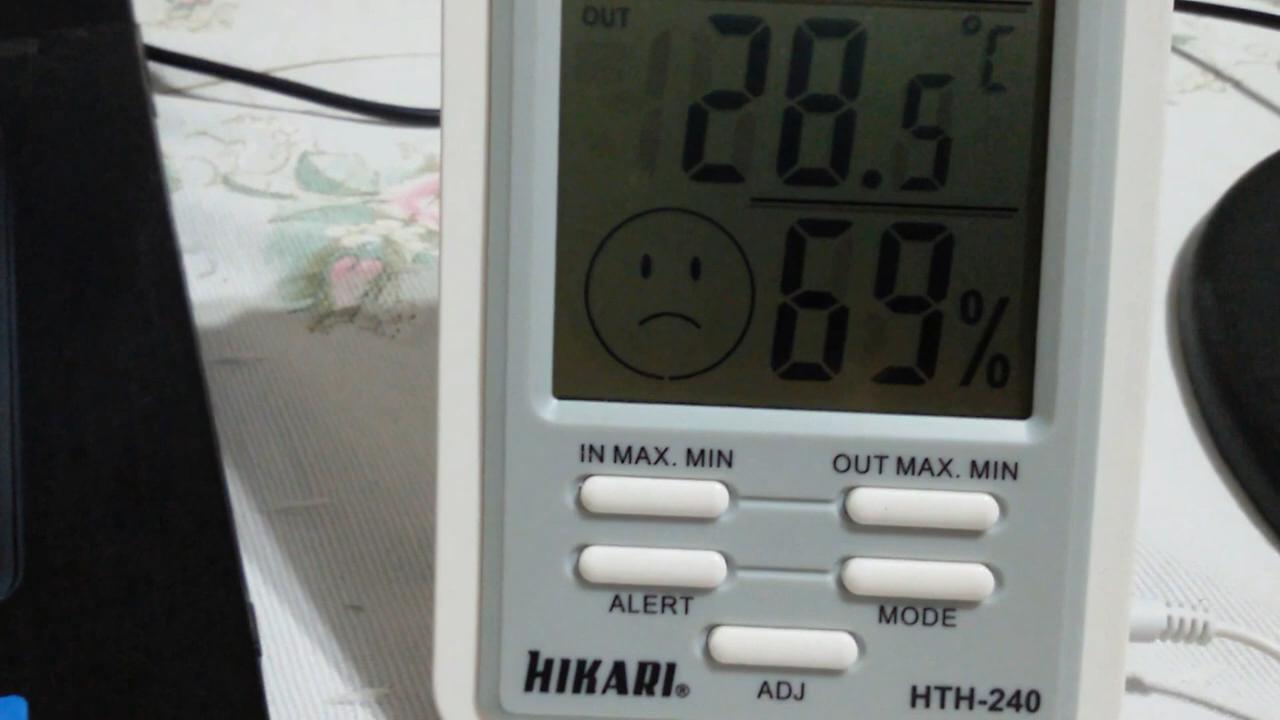 OUT 28.5 °C
69 %
IN MAX. MIN OUT MAX. MIN
ALERT MODE
ADJ
HIKARI® HTH-240